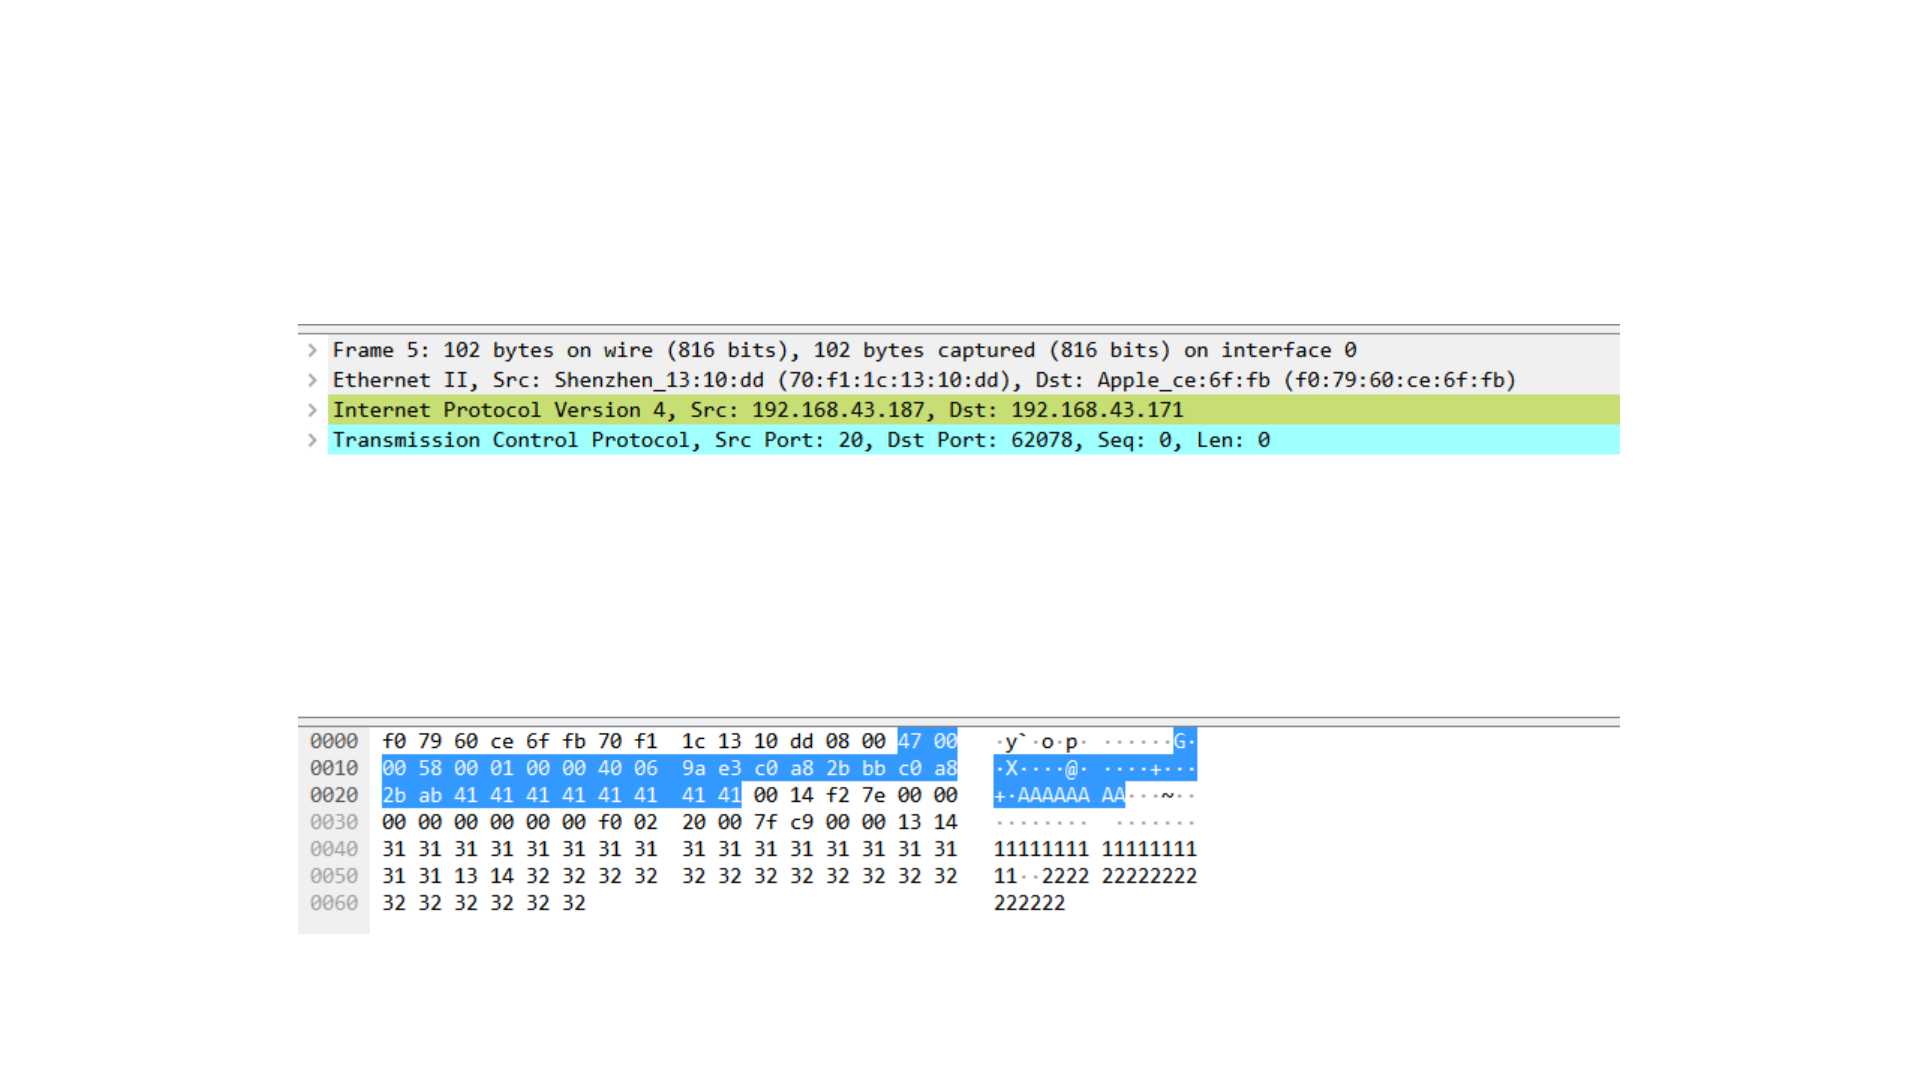 Frame 5: 102 bytes on wire (816 bits), 102 bytes captured (816 bits) on interface 0
Ethernet II, Src: Shenzhen_13:10:dd (70:f1:1c:13:10:dd), Dst: Apple_ce:6f:fb (f0:79:60:ce:6f:fb)
Internet Protocol Version 4, Src: 192.168.43.187, Dst: 192.168.43.171
Transmission Control Protocol, Src Port: 20, Dst Port: 62078, Seq: 0, Len: 0
0000 f0 79 60 ce 6f fb 70 f1 1c 13 10 dd 08 00 47 00 ·y`·o·p· ······G·
0010 00 58 00 01 00 00 40 06 9a e3 c0 a8 2b bb c0 a8 ·X····@· ····+···
0020 2b ab 41 41 41 41 41 41 41 41 00 14 f2 7e 00 00 +·AAAAAA AA···~··
0030 00 00 00 00 00 00 f0 02 20 00 7f c9 00 00 13 14 ········ ·······
0040 31 31 31 31 31 31 31 31 31 31 31 31 31 31 31 31 11111111 11111111
0050 31 31 13 14 32 32 32 32 32 32 32 32 32 32 32 32 11··2222 22222222
0060 32 32 32 32 32 32 222222